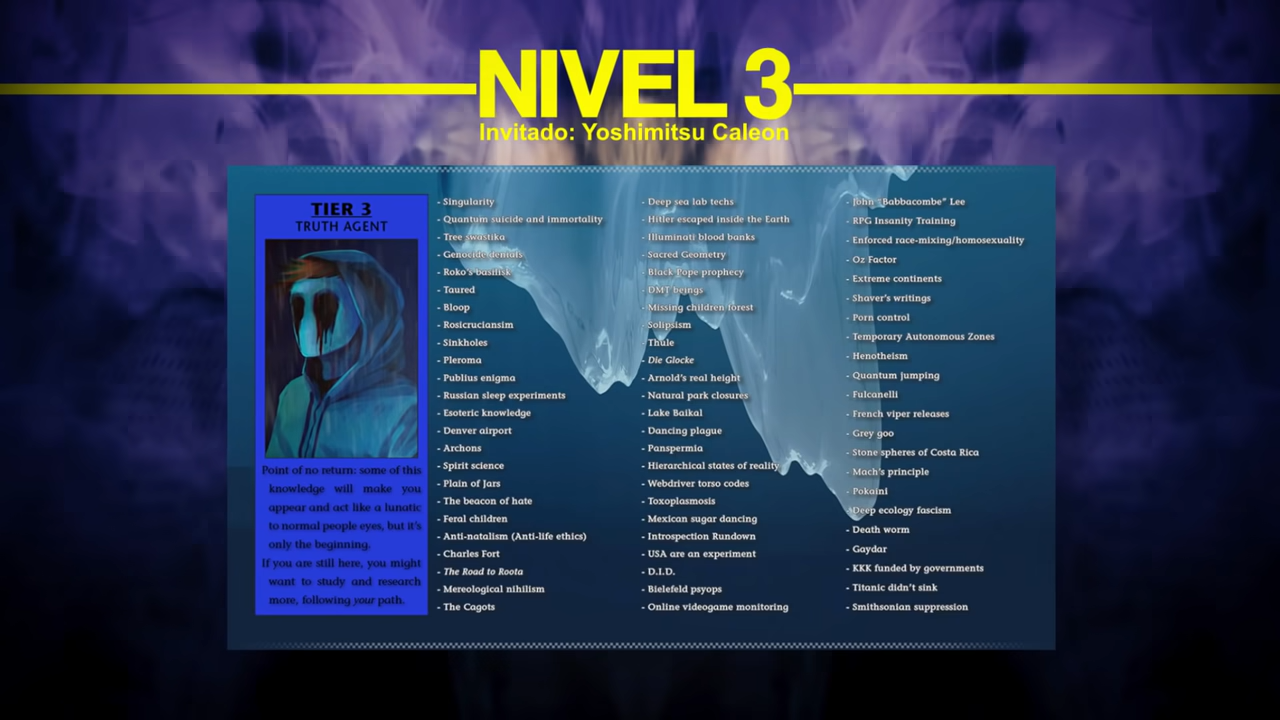 NIVEL 3
Invitado: Yoshimitsu Caleon
TIER 3
TRUTH AGENT
Point of no return: some of this
knowledge will make you
appear and act like a lunatic
to normal people eyes, but it's
only the beginning.
If you are still here, you might
want to study and research
more, following your path.
- Singularity
- Quantum suicide and immortality
- Tree swastika
- Genocide denials
- Roko's basilisk
- Taured
- Bloop
- Rosicruciansim
- Sinkholes
- Pleroma
- Publius enigma
- Russian sleep experiments
- Esoteric knowledge
- Denver airport
- Archons
- Spirit science
- Plain of Jars
- The beacon of hate
- Feral children
- Anti-natalism (Anti-life ethics)
- Charles Fort
- The Road to Roota
- Mereological nihilism
- The Cagots
- Deep sea lab techs
- Hitler escaped inside the Earth
- Illuminati blood banks
- Sacred Geometry
- Black Pope prophecy
- DMT beings
- Missing children forest
- Solipsism
- Thule
- Die Glocke
- Arnold's real height
- Natural park closures
- Lake Baikal
- Dancing plague
- Panspermia
- Hierarchical states of reality
- Webdriver torso codes
- Toxoplasmosis
- Mexican sugar dancing
- Introspection Rundown
- USA are an experiment
- D.I.D.
- Bielefeld psyops
- Online videogame monitoring
- John "Babbacombe" Lee
- RPG Insanity Training
- Enforced race-mixing/homosexuality
- Oz Factor
- Extreme continents
- Shaver's writings
- Porn control
- Temporary Autonomous Zones
- Henotheism
- Quantum jumping
- Fulcanelli
- French viper releases
- Grey goo
- Stone spheres of Costa Rica
- Mach's principle
- Pokaini
- Deep ecology fascism
- Death worm
- Gaydar
- KKK funded by governments
- Titanic didn't sink
- Smithsonian suppression